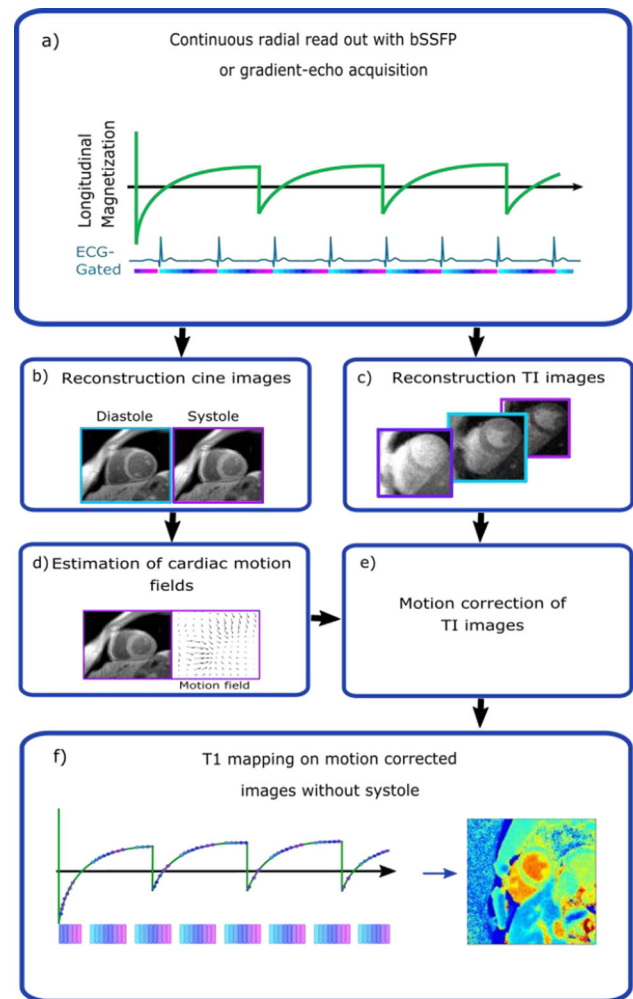 a)
Continuous radial read out with bSSFP
or gradient-echo acquisition
Longitudinal
Magnetization
ECG-
Gated
b)
Reconstruction cine images
Diastole
Systole
c)
Reconstruction TI images
d)
Estimation of cardiac motion
fields
Motion field
e)
Motion correction of
TI images
f)
T1 mapping on motion corrected
images without systole